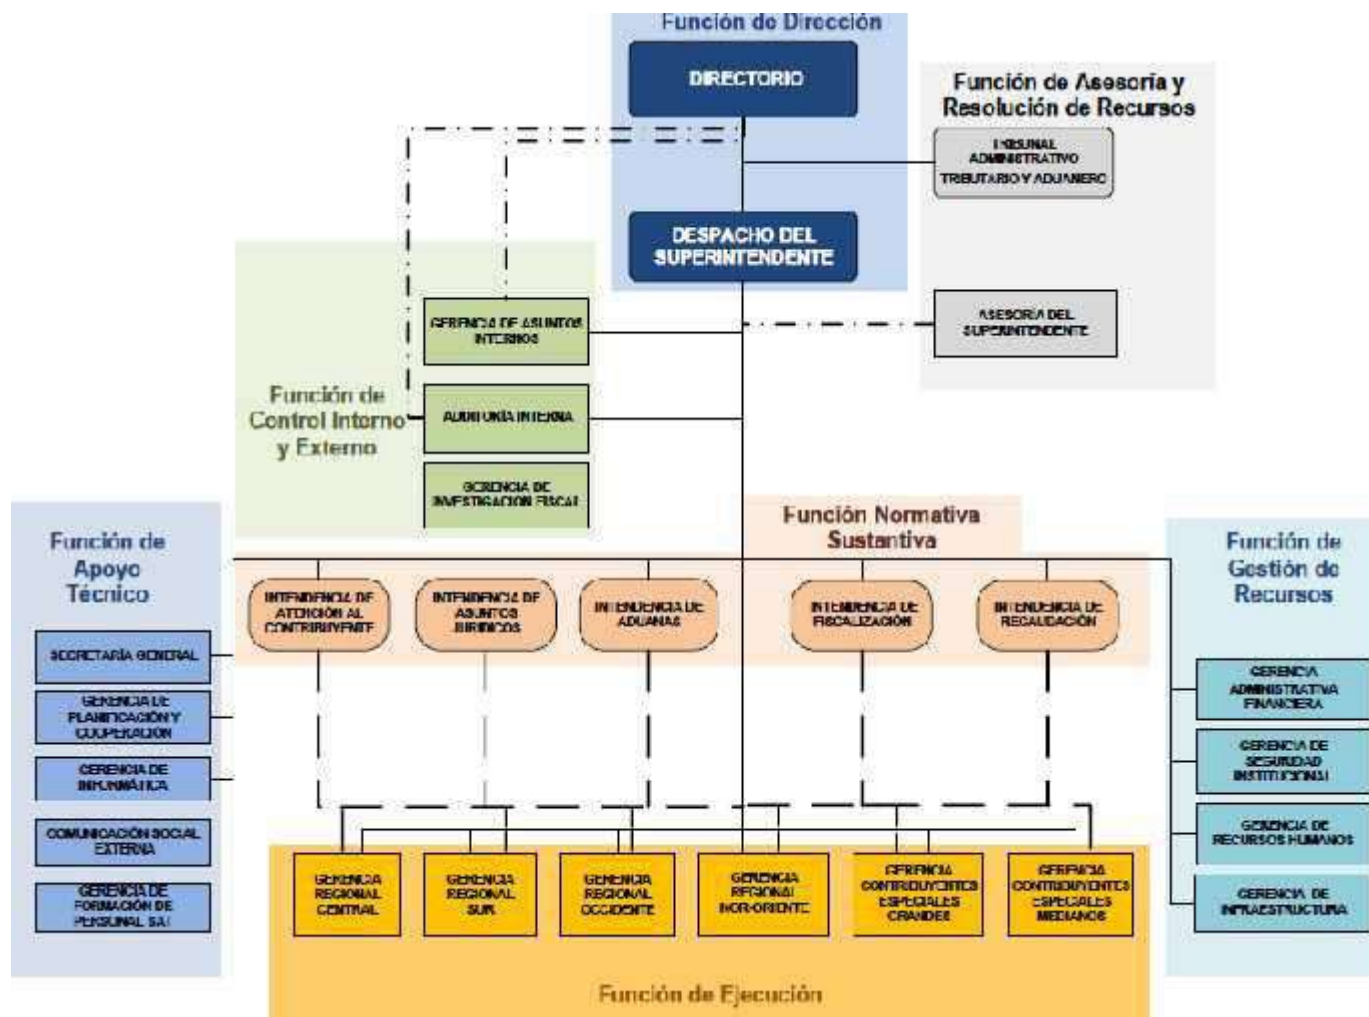 Función de Dirección
DIRECTORIO
Función de Asesoría y
Resolución de Recursos
TRIBUNAL
ADMINISTRATIVO
TRIBUTARIO Y ADUANERO
DESPACHO DEL
SUPERINTENDENTE
ASESORÍA DEL
SUPERINTENDENTE
GERENCIA DE ASUNTOS
INTERNOS
Función de
Control Interno
y Externo
AUDITORÍA INTERNA
GERENCIA DE
INVESTIGACION FISCAL
Función Normativa
Sustantiva
Función de
Apoyo
Técnico
Función de
Gestión de
Recursos
INTENDENCIA DE
ATENCIÓN AL
CONTRIBUYENTE
INTENDENCIA DE
ASUNTOS
JURÍDICOS
INTENDENCIA DE
ADUANAS
INTENDENCIA DE
FISCALIZACIÓN
INTENDENCIA DE
RECAUDACIÓN
SECRETARÍA GENERAL
GERENCIA DE
PLANIFICACIÓN Y
COOPERACIÓN
GERENCIA DE
INFORMÁTICA
COMUNICACIÓN SOCIAL
EXTERNA
GERENCIA DE
FORMACIÓN DE
PERSONAL SAT
GERENCIA
ADMINISTRATIVA
FINANCIERA
GERENCIA DE
SEGURIDAD
INSTITUCIONAL
GERENCIA DE
RECURSOS HUMANOS
GERENCIA DE
INFRAESTRUCTURA
GERENCIA
REGIONAL
CENTRAL
GERENCIA
REGIONAL
SUR
GERENCIA
REGIONAL
OCCIDENTE
GERENCIA
REGIONAL
NOR-ORIENTE
GERENCIA
CONTRIBUYENTES
ESPECIALES
GRANDES
GERENCIA
CONTRIBUYENTES
ESPECIALES
MEDIANOS
Función de Ejecución